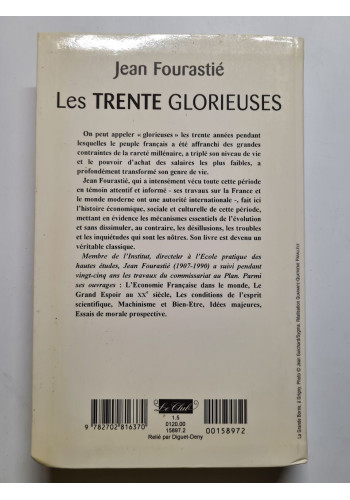 Jean Fourastié
Les TRENTE GLORIEUSES
On peut appeler « glorieuses » les trente années pendant
lesquelles le peuple français a été affranchi des grandes
contraintes de la rareté millénaire, a triplé son niveau de vie
et le pouvoir d'achat des salaires les plus faibles, a
profondément transformé son genre de vie.
Jean Fourastié, qui a intensément vécu toute cette période
en témoin attentif et informé - ses travaux sur la France et
le monde moderne ont une autorité internationale -, fait ici
l'histoire économique, sociale et culturelle de cette période,
mettant en évidence les mécanismes essentiels de l'évolution
et sans dissimuler, au contraire, les désillusions, les troubles
et les inquiétudes qui sont les nôtres. Son livre est devenu un
véritable classique.
Membre de l'Institut, directeur à l'Ecole pratique des
hautes études, Jean Fourastié (1907-1990) a suivi pendant
vingt-cinq ans les travaux du commissariat au Plan. Parmi
ses ouvrages : L'Economie Française dans le monde, Le
Grand Espoir au XXe siècle, Les conditions de l'esprit
scientifique, Machinisme et Bien-Etre, Idées majeures,
Essais de morale prospective.
Le Club
1.5
0120.00
15897.2
Relié par Diguet-Deny
9 782702 816370
00158972
La Grande Borne, à Grigny. Photo © Jean